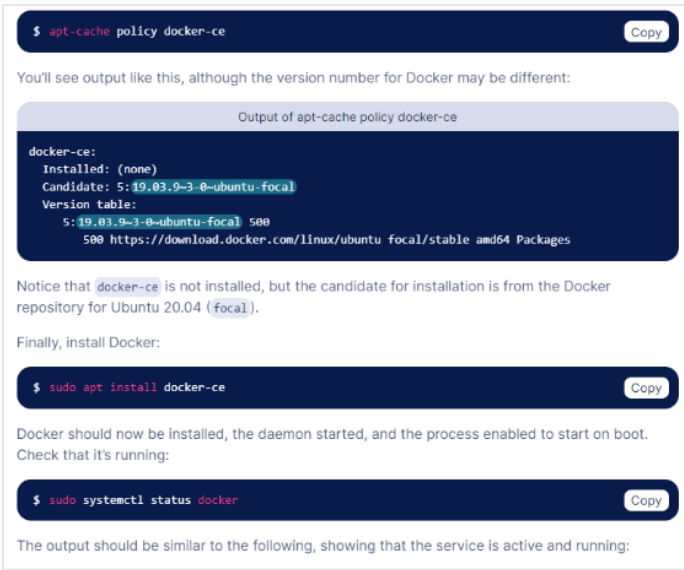 $ apt-cache policy docker-ce
Copy
You'll see output like this, although the version number for Docker may be different:
Output of apt-cache policy docker-ce
docker-ce:
Installed: (none)
Candidate: 5:19.03.9~3-0~ubuntu-focal
Version table:
5:19.03.9~3-0~ubuntu-focal 500
500 https://download.docker.com/linux/ubuntu focal/stable amd64 Packages
Notice that docker-ce is not installed, but the candidate for installation is from the Docker
repository for Ubuntu 20.04 (focal).
Finally, install Docker:
$ sudo apt install docker-ce
Copy
Docker should now be installed, the daemon started, and the process enabled to start on boot.
Check that it's running:
$ sudo systemctl status docker
Copy
The output should be similar to the following, showing that the service is active and running: